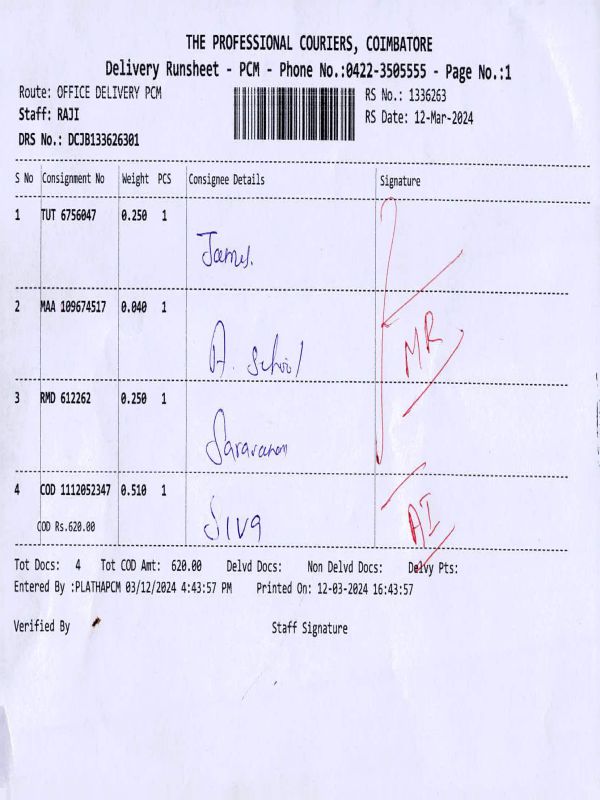 THE PROFESSIONAL COURIERS, COIMBATORE
Delivery Runsheet - PCM - Phone No.:0422-3505555 - Page No.:1
Route: OFFICE DELIVERY PCM
RS No.: 1336263
Staff: RAJI
RS Date: 12-Mar-2024
DRS No.: DCJB133626301
S No Consignment No Weight PCS Consignee Details Signature
1 TUT 6756047 0.250 1
James.
2 MAA 109674517 0.040 1
A. School MR
3 RMD 612262 0.250 1
Saravanan
4 COD 1112052347 0.510 1
COD Rs.620.00 Siva AI
Tot Docs: 4 Tot COD Amt: 620.00 Delvd Docs: Non Delvd Docs: Delvy Pts:
Entered By :PLATHAPCM 03/12/2024 4:43:57 PM Printed On: 12-03-2024 16:43:57
Verified By Staff Signature